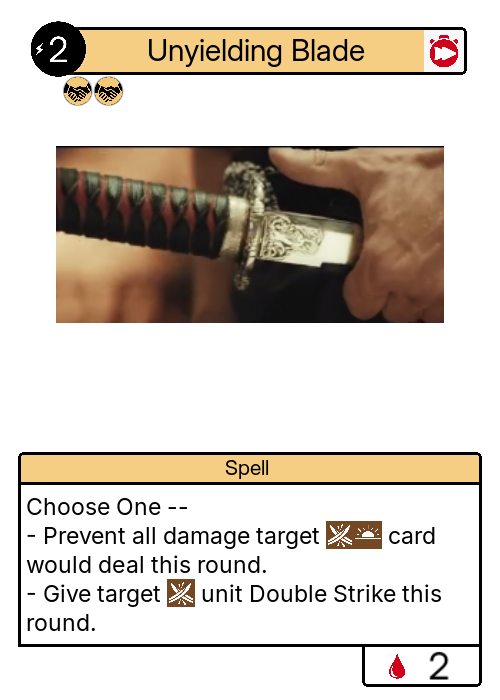 2
Unyielding Blade
Spell
Choose One --
- Prevent all damage target card
would deal this round.
- Give target unit Double Strike this
round.
2